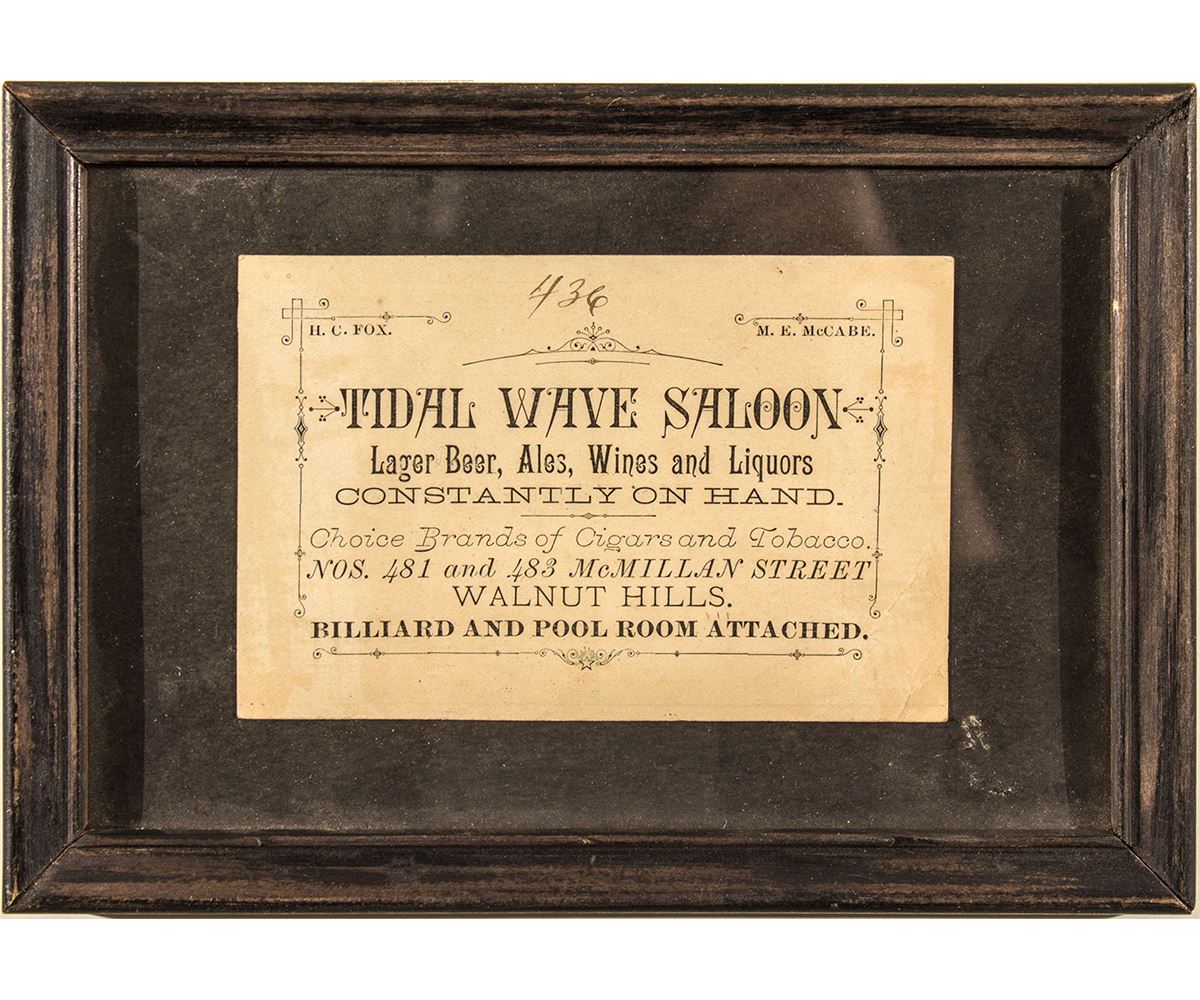 436
H. C. FOX. M. E. McCABE.
TIDAL WAVE SALOON
Lager Beer, Ales, Wines and Liquors
CONSTANTLY ON HAND.
Choice Brands of Cigars and Tobacco.
NOS. 481 and 483 McMILLAN STREET
WALNUT HILLS.
BILLIARD AND POOL ROOM ATTACHED.